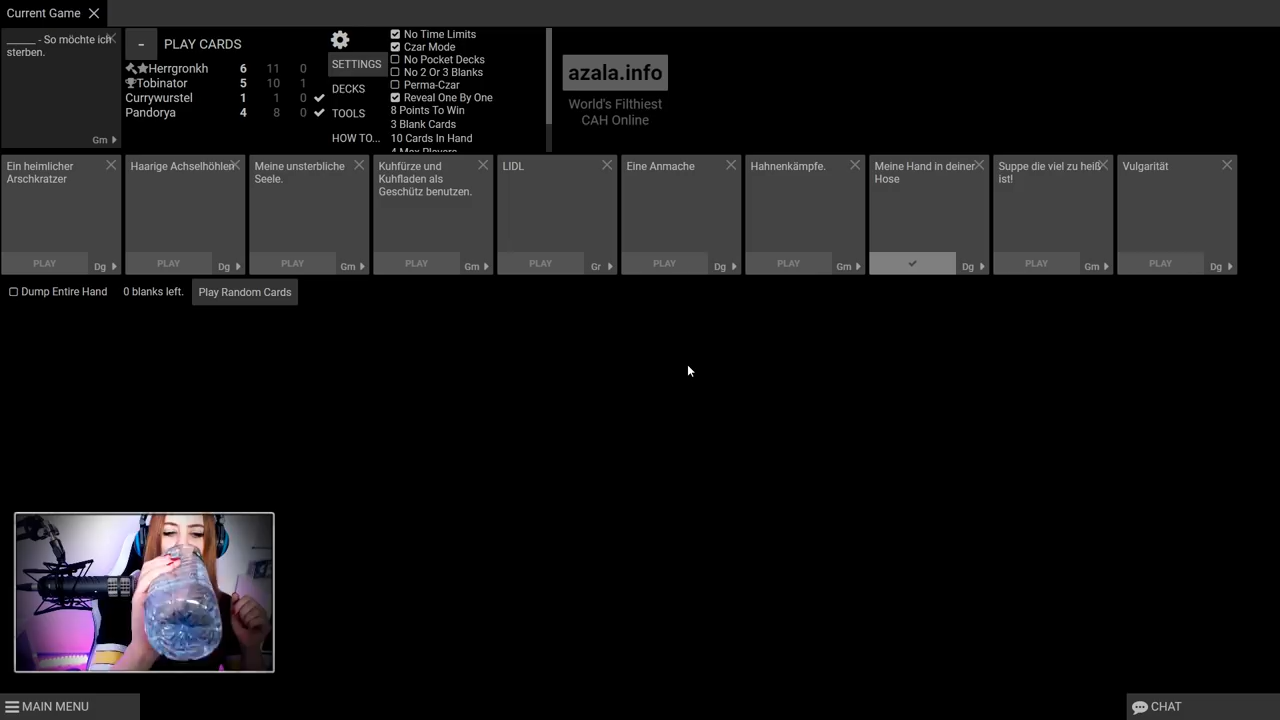 Current Game
______ - So möchte ich
sterben.
Gm
-
PLAY CARDS
Herrgronkh 6 11 0
Tobinator 5 10 1
Currywurstel 1 1 0
Pandorya 4 8 0
SETTINGS
DECKS
TOOLS
HOW TO...
No Time Limits
Czar Mode
No Pocket Decks
No 2 Or 3 Blanks
Perma-Czar
Reveal One By One
8 Points To Win
3 Blank Cards
10 Cards In Hand
4 Max Players
azala.info
World's Filthiest
CAH Online
Ein heimlicher
Arschkratzer
PLAY
Dg
Haarige Achselhöhlen
PLAY
Dg
Meine unsterbliche
Seele.
PLAY
Gm
Kuhfürze und
Kuhfladen als
Geschütz benutzen.
PLAY
Gm
LIDL
PLAY
Gr
Eine Anmache
PLAY
Dg
Hahnenkämpfe.
PLAY
Gm
Meine Hand in deiner
Hose
Dg
Suppe die viel zu heiß
ist!
PLAY
Gm
Vulgarität
PLAY
Dg
Dump Entire Hand
0 blanks left.
Play Random Cards
MAIN MENU
CHAT